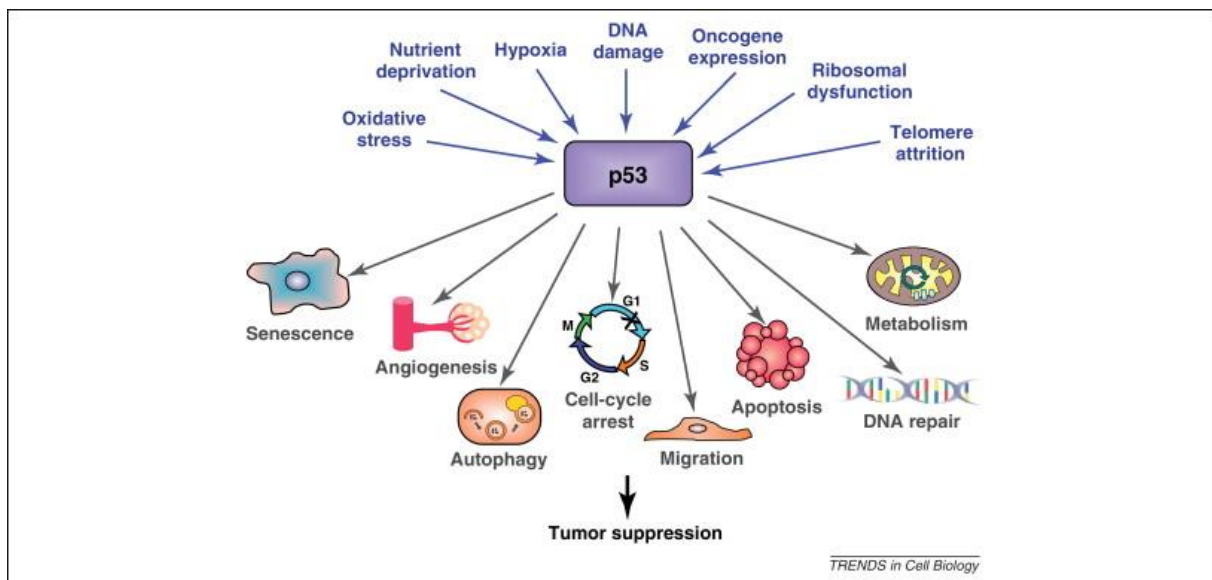 DNA
damage
Oncogene
expression
Nutrient
deprivation
Hypoxia
Ribosomal
dysfunction
Oxidative
stress
Telomere
attrition
p53
Senescence
Angiogenesis
Autophagy
G1
M
S
G2
Cell-cycle
arrest
Migration
Apoptosis
Metabolism
DNA repair
Tumor suppression
TRENDS in Cell Biology